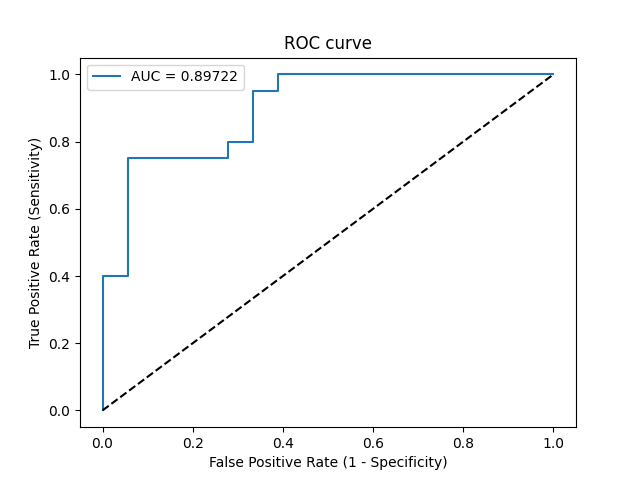 ROC curve
AUC = 0.89722
True Positive Rate (Sensitivity)
1.0
0.8
0.6
0.4
0.2
0.0
0.0 0.2 0.4 0.6 0.8 1.0
False Positive Rate (1 - Specificity)